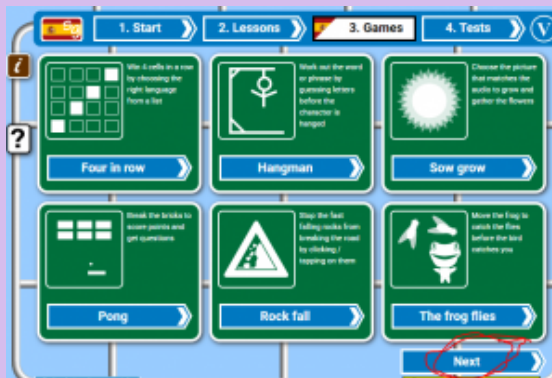 1. Start
2. Lessons
3. Games
4. Tests
V
i
?
Win 4 cells in a row
by choosing the
right language
from a list
Four in row
Work out the word
or phrase by
guessing letters
before the
character is
hanged
Hangman
Choose the picture
that matches the
audio to grow and
gather the flowers
Sow grow
Break the bricks to
score points and
get questions
Pong
Stop the fast
falling rocks from
breaking the road
by clicking /
tapping on them
Rock fall
Move the frog to
catch the flies
before the bird
catches you
The frog flies
Next